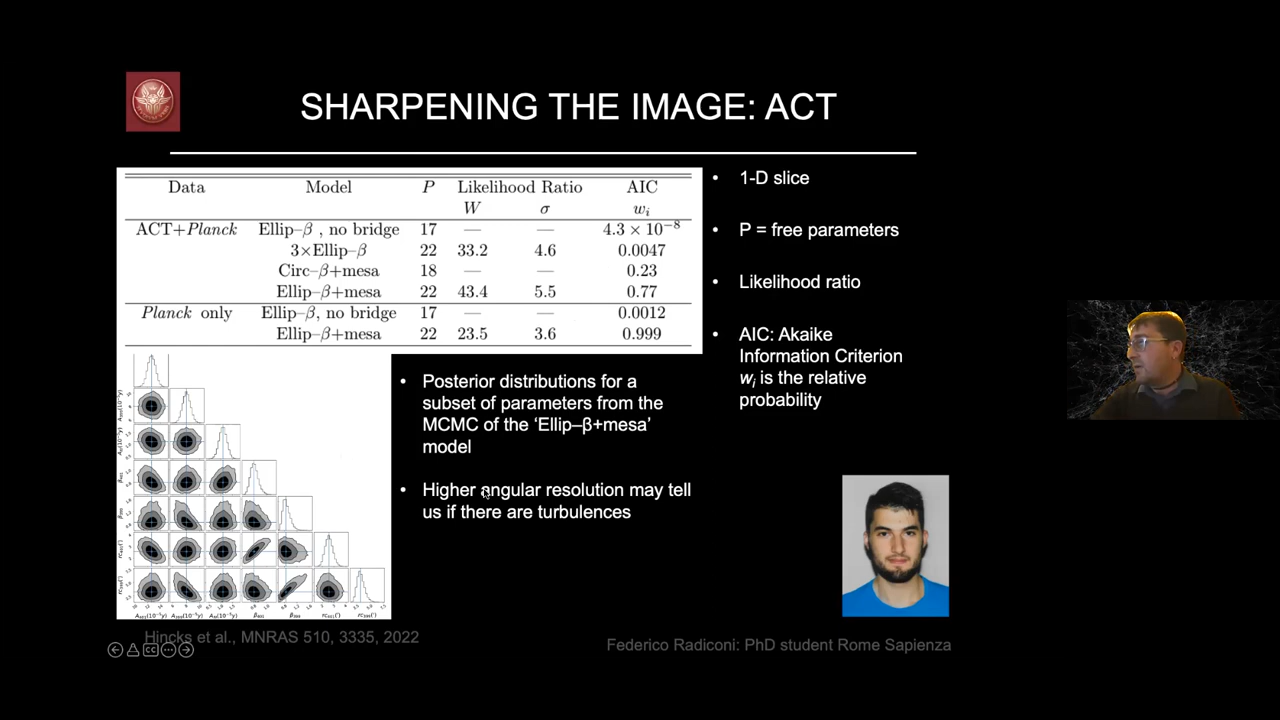 SHARPENING THE IMAGE: ACT
Data Model P Likelihood Ratio AIC
W σ wᵢ
ACT+Planck Ellip–β , no bridge 17 — — 4.3 × 10⁻⁸
3×Ellip–β 22 33.2 4.6 0.0047
Circ–β+mesa 18 — — 0.23
Ellip–β+mesa 22 43.4 5.5 0.77
Planck only Ellip–β, no bridge 17 — — 0.0012
Ellip–β+mesa 22 23.5 3.6 0.999
• 1-D slice
• P = free parameters
• Likelihood ratio
• AIC: Akaike
Information Criterion
wᵢ is the relative
probability
• Posterior distributions for a
subset of parameters from the
MCMC of the ‘Ellip–β+mesa’
model
• Higher angular resolution may tell
us if there are turbulences
Hincks et al., MNRAS 510, 3335, 2022
CC
Federico Radiconi: PhD student Rome Sapienza